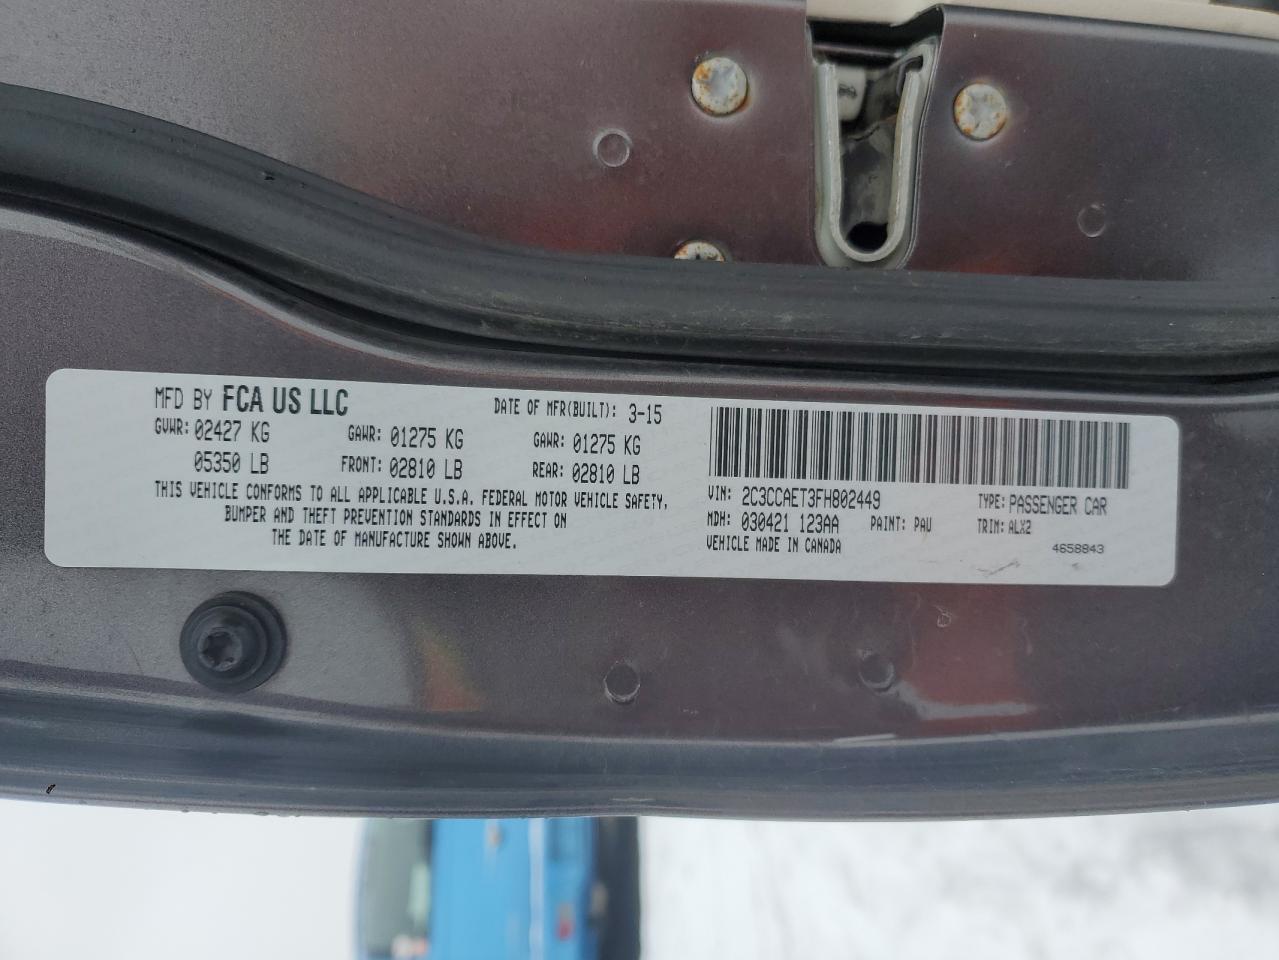 MFD BY FCA US LLC DATE OF MFR(BUILT): 3-15
GVWR: 02427 KG GAWR: 01275 KG GAWR: 01275 KG
05350 LB FRONT: 02810 LB REAR: 02810 LB
THIS VEHICLE CONFORMS TO ALL APPLICABLE U.S.A. FEDERAL MOTOR VEHICLE SAFETY,
BUMPER AND THEFT PREVENTION STANDARDS IN EFFECT ON
THE DATE OF MANUFACTURE SHOWN ABOVE.
VIN: 2C3CCAET3FH802449 TYPE: PASSENGER CAR
MDH: 030421 123AA PAINT: PAU TRIM: ALX2
VEHICLE MADE IN CANADA 4658843